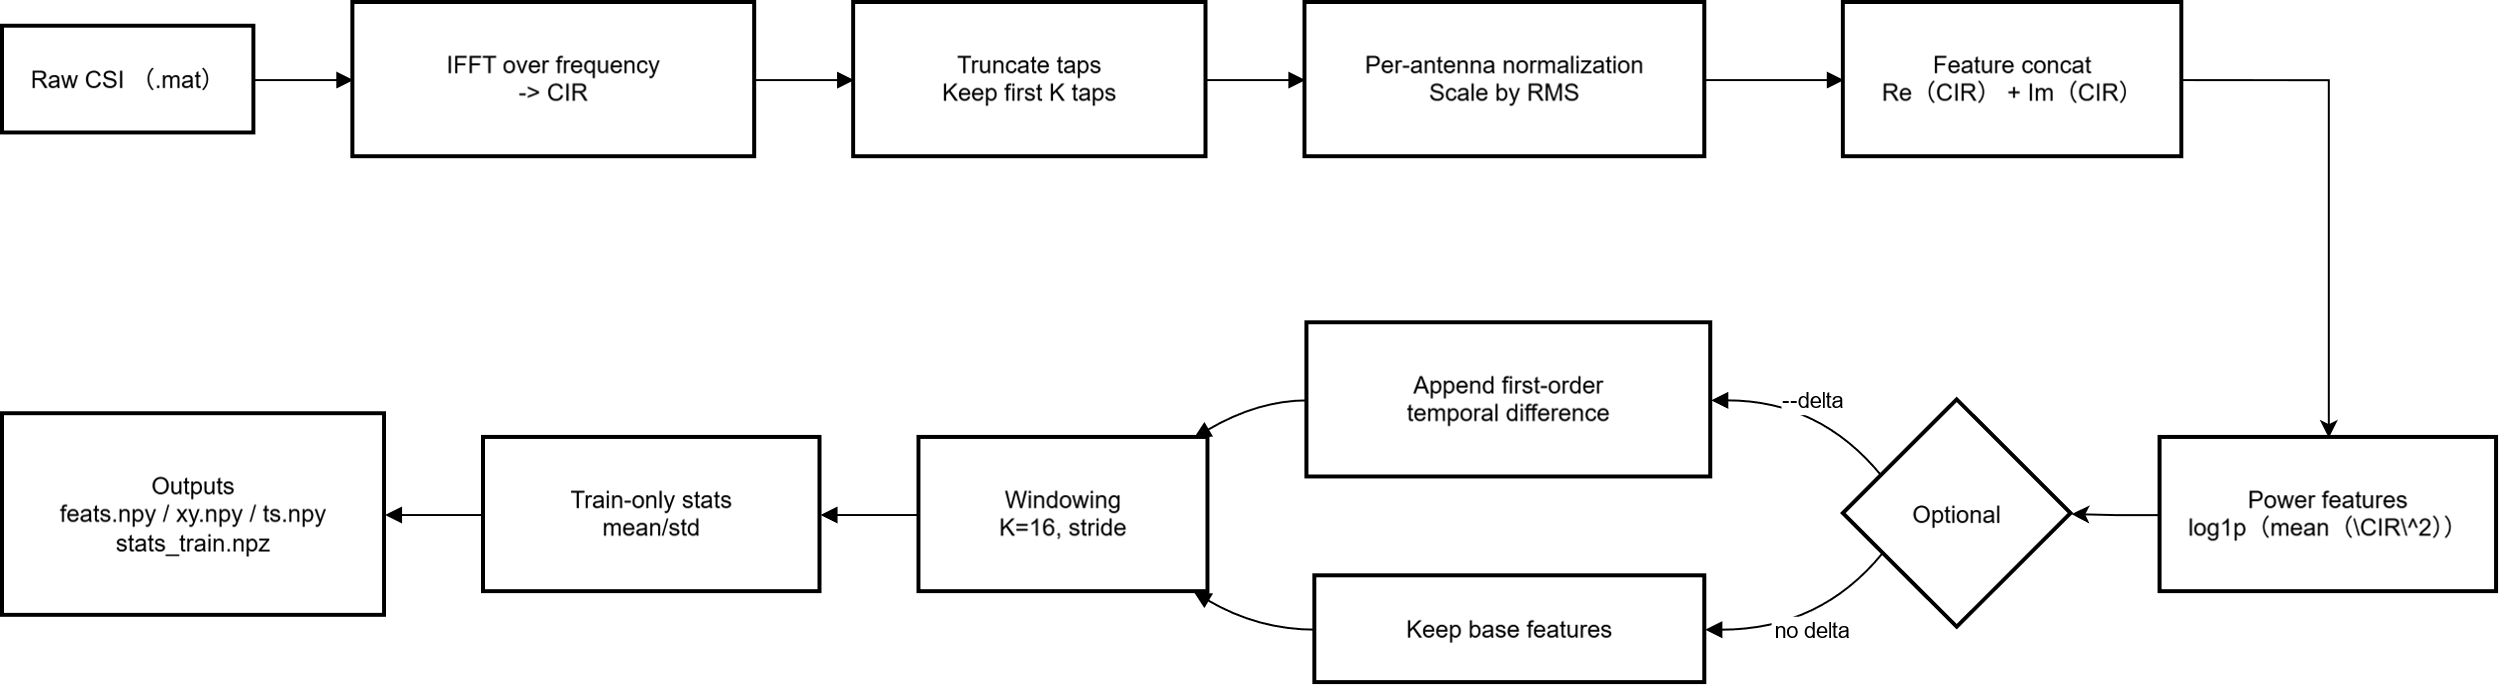 Raw CSI （.mat）
IFFT over frequency
-> CIR
Truncate taps
Keep first K taps
Per-antenna normalization
Scale by RMS
Feature concat
Re（CIR） + Im（CIR）
Power features
log1p（mean（\CIR\^2））
Optional
--delta
no delta
Append first-order
temporal difference
Keep base features
Windowing
K=16, stride
Train-only stats
mean/std
Outputs
feats.npy / xy.npy / ts.npy
stats_train.npz